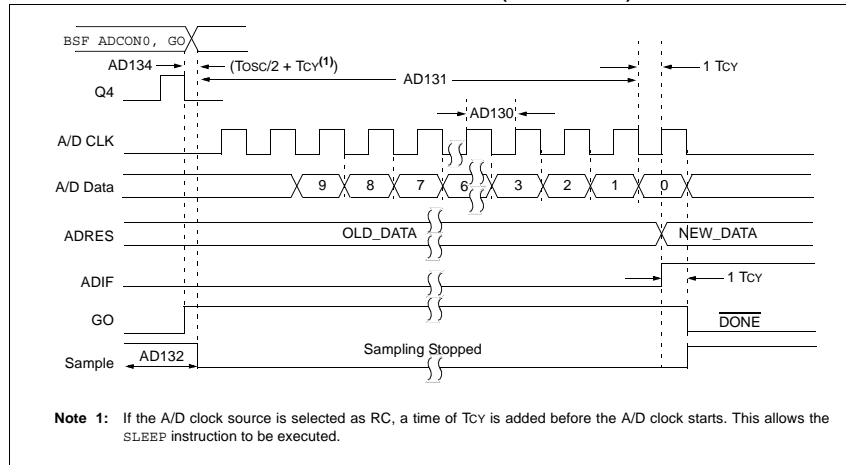 BSF ADCON0, GO
AD134
(TOSC/2 + TCY(1))
1 TCY
AD131
Q4
AD130
A/D CLK
A/D Data
9 8 7 6 3 2 1 0
ADRES
OLD_DATA
NEW_DATA
ADIF
1 TCY
GO
DONE
Sample
AD132
Sampling Stopped
Note 1: If the A/D clock source is selected as RC, a time of TCY is added before the A/D clock starts. This allows the
SLEEP instruction to be executed.